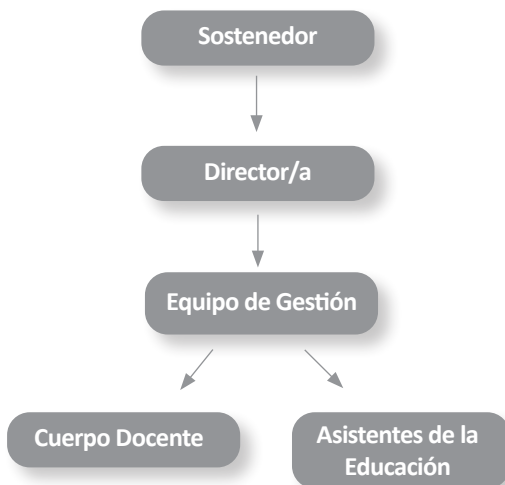 Sostenedor
Director/a
Equipo de Gestión
Cuerpo Docente
Asistentes de la
Educación